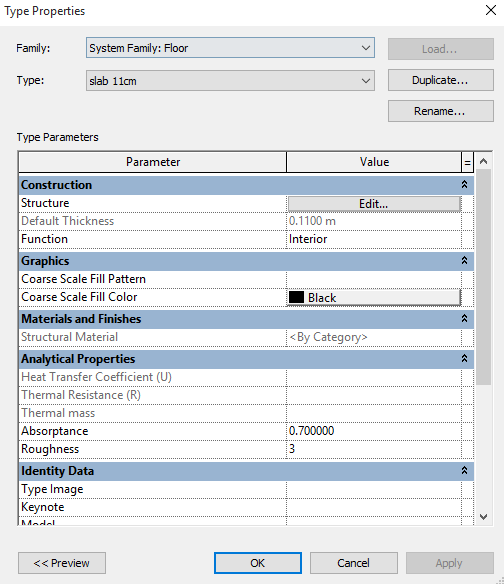 Type Properties
Family: System Family: Floor Load...
Type: slab 11cm Duplicate...
Rename...
Type Parameters
Parameter Value =
Construction
Structure Edit...
Default Thickness 0.1100 m
Function Interior
Graphics
Coarse Scale Fill Pattern
Coarse Scale Fill Color Black
Materials and Finishes
Structural Material <By Category>
Analytical Properties
Heat Transfer Coefficient (U)
Thermal Resistance (R)
Thermal mass
Absorptance 0.700000
Roughness 3
Identity Data
Type Image
Keynote
Model
<< Preview OK Cancel Apply